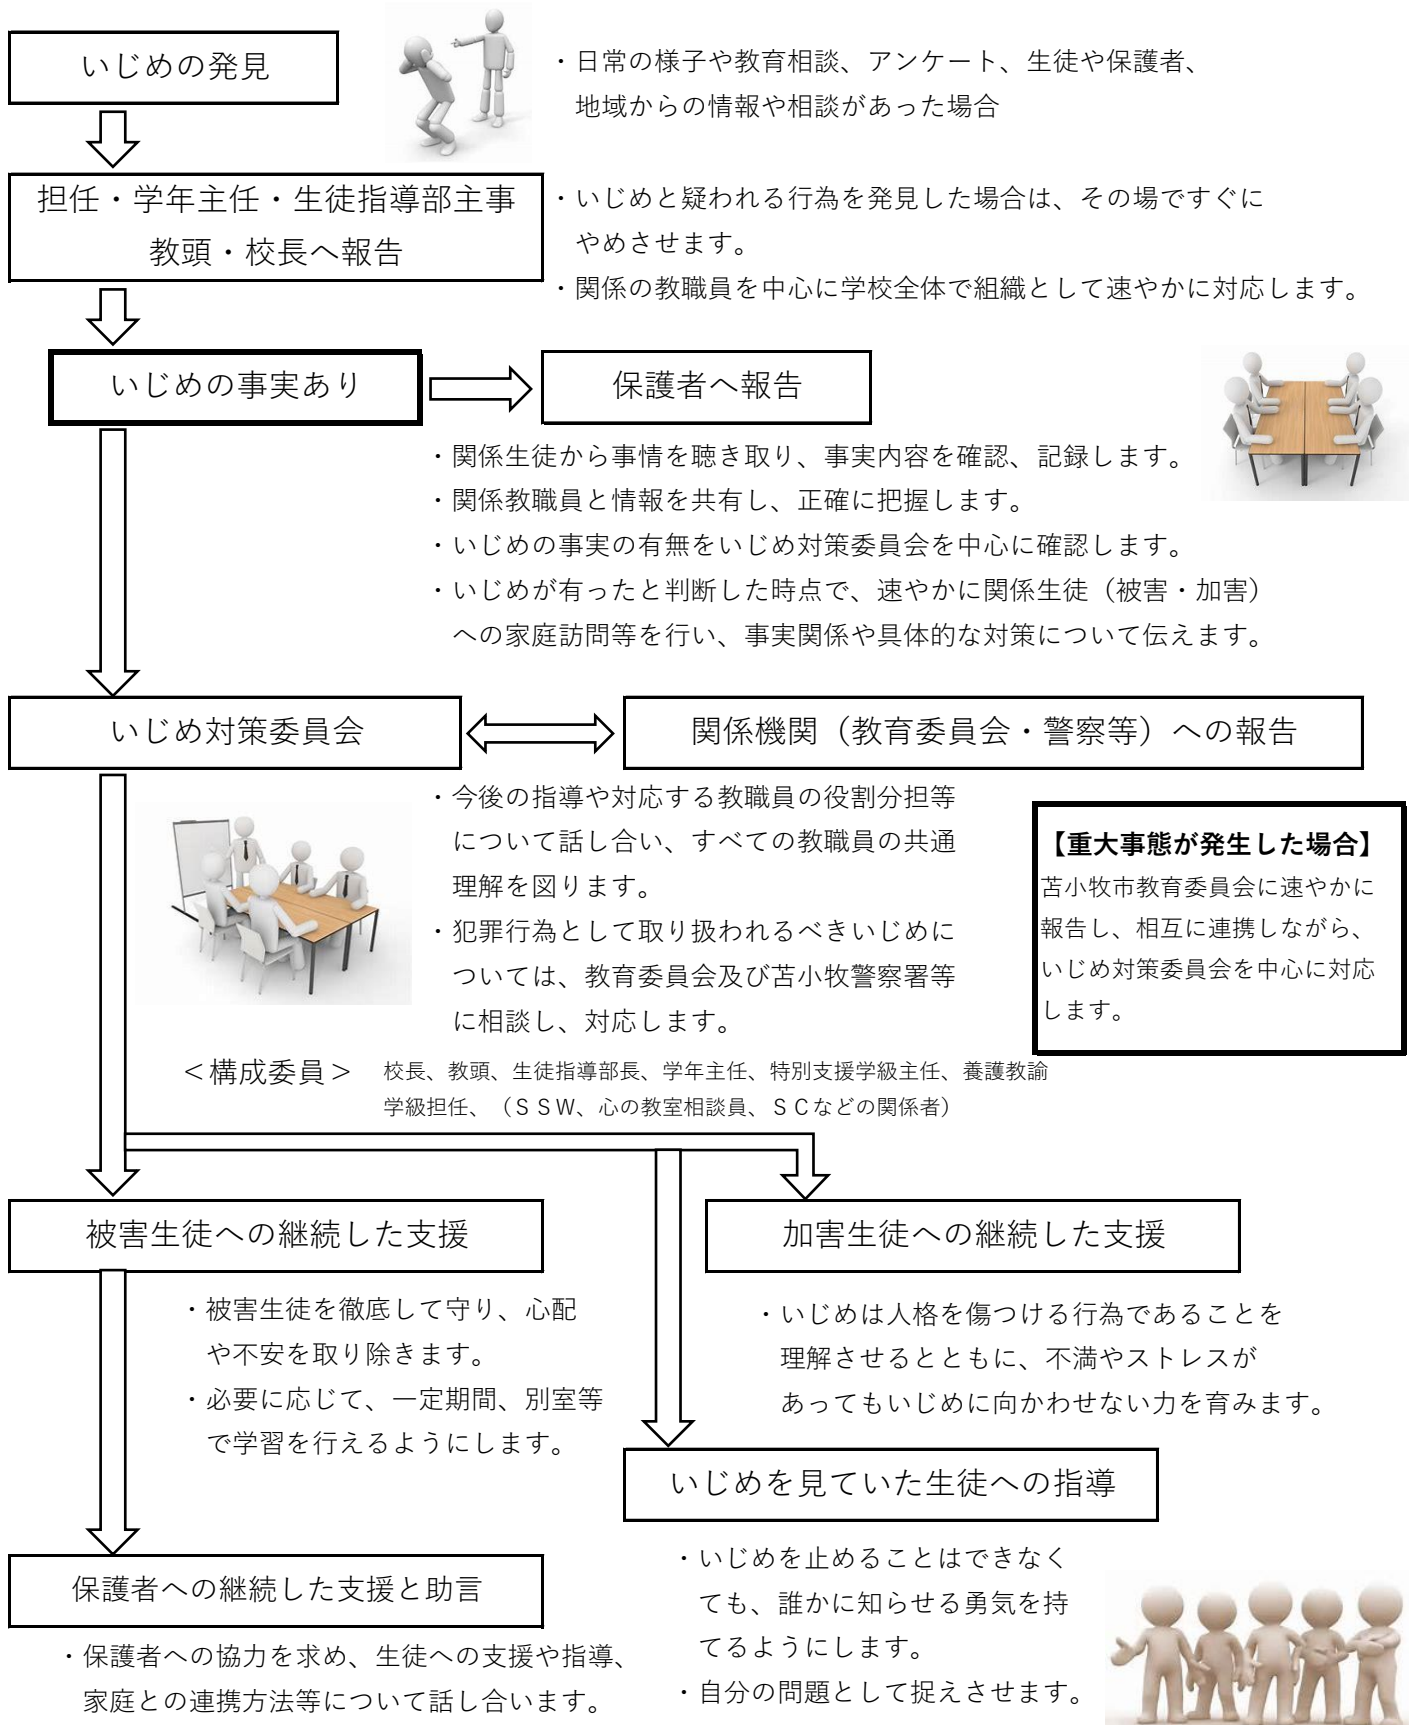 いじめの発見
・日常の様子や教育相談、アンケート、生徒や保護者、
地域からの情報や相談があった場合
担任・学年主任・生徒指導部主事
教頭・校長へ報告
・いじめと疑われる行為を発見した場合は、その場ですぐに
やめさせます。
・関係の教職員を中心に学校全体で組織として速やかに対応します。
いじめの事実あり
保護者へ報告
・関係生徒から事情を聴き取り、事実内容を確認、記録します。
・関係教職員と情報を共有し、正確に把握します。
・いじめの事実の有無をいじめ対策委員会を中心に確認します。
・いじめが有ったと判断した時点で、速やかに関係生徒（被害・加害）
への家庭訪問等を行い、事実関係や具体的な対策について伝えます。
いじめ対策委員会
関係機関（教育委員会・警察等）への報告
・今後の指導や対応する教職員の役割分担等
について話し合い、すべての教職員の共通
理解を図ります。
・犯罪行為として取り扱われるべきいじめに
ついては、教育委員会及び苫小牧警察署等
に相談し、対応します。
【重大事態が発生した場合】
苫小牧市教育委員会に速やかに
報告し、相互に連携しながら、
いじめ対策委員会を中心に対応
します。
＜構成委員＞ 校長、教頭、生徒指導部長、学年主任、特別支援学級主任、養護教諭
学級担任、（ＳＳＷ、心の教室相談員、ＳＣなどの関係者）
被害生徒への継続した支援
加害生徒への継続した支援
・被害生徒を徹底して守り、心配
や不安を取り除きます。
・必要に応じて、一定期間、別室等
で学習を行えるようにします。
・いじめは人格を傷つける行為であることを
理解させるとともに、不満やストレスが
あってもいじめに向かわせない力を育みます。
いじめを見ていた生徒への指導
・いじめを止めることはできなく
ても、誰かに知らせる勇気を持
てるようにします。
・自分の問題として捉えさせます。
保護者への継続した支援と助言
・保護者への協力を求め、生徒への支援や指導、
家庭との連携方法等について話し合います。